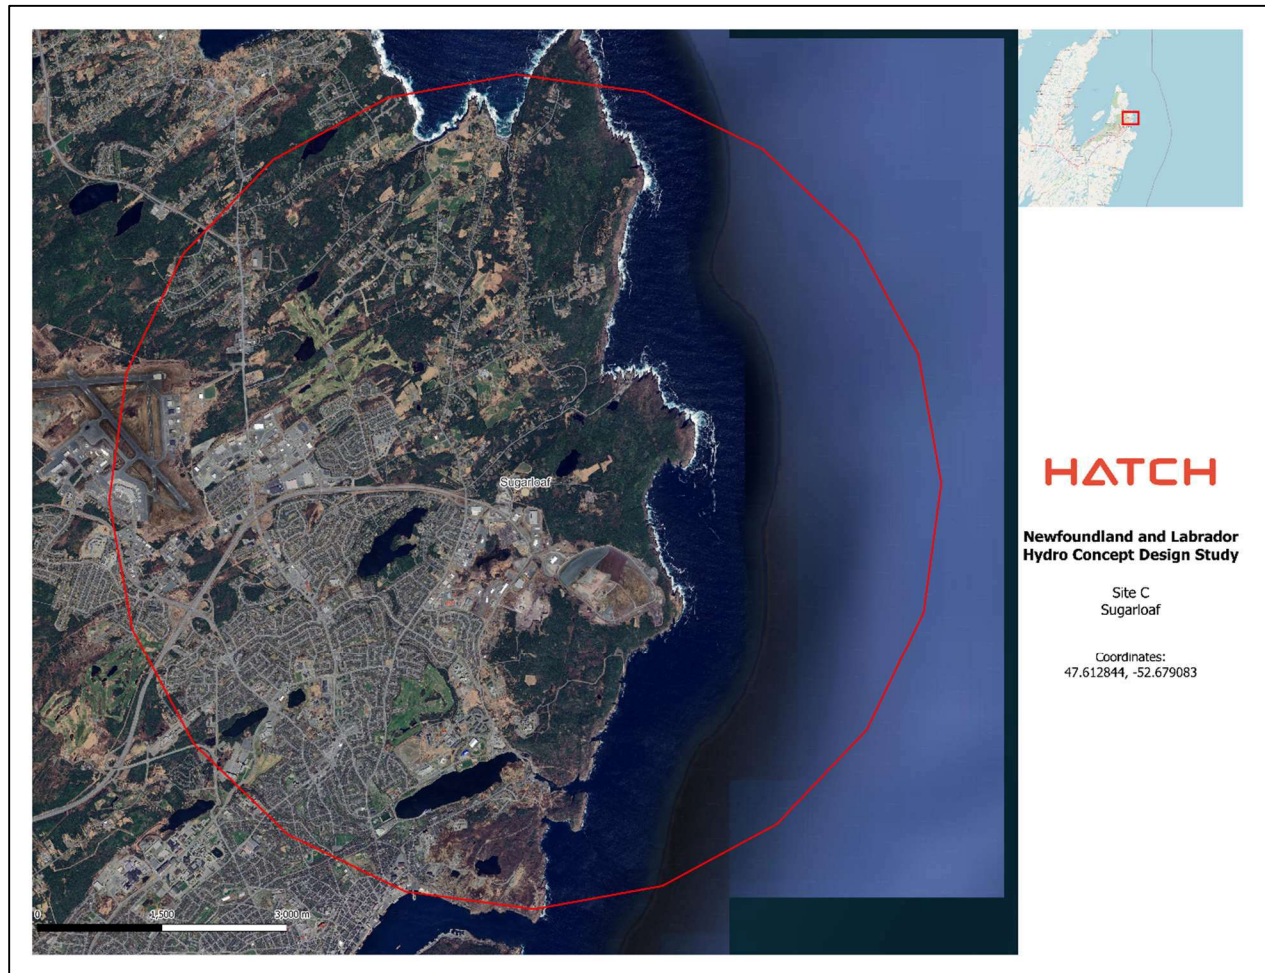 Sugarloaf
0 1,500 3,000 m
HATCH
Newfoundland and Labrador
Hydro Concept Design Study
Site C
Sugarloaf
Coordinates:
47.612844, -52.679083